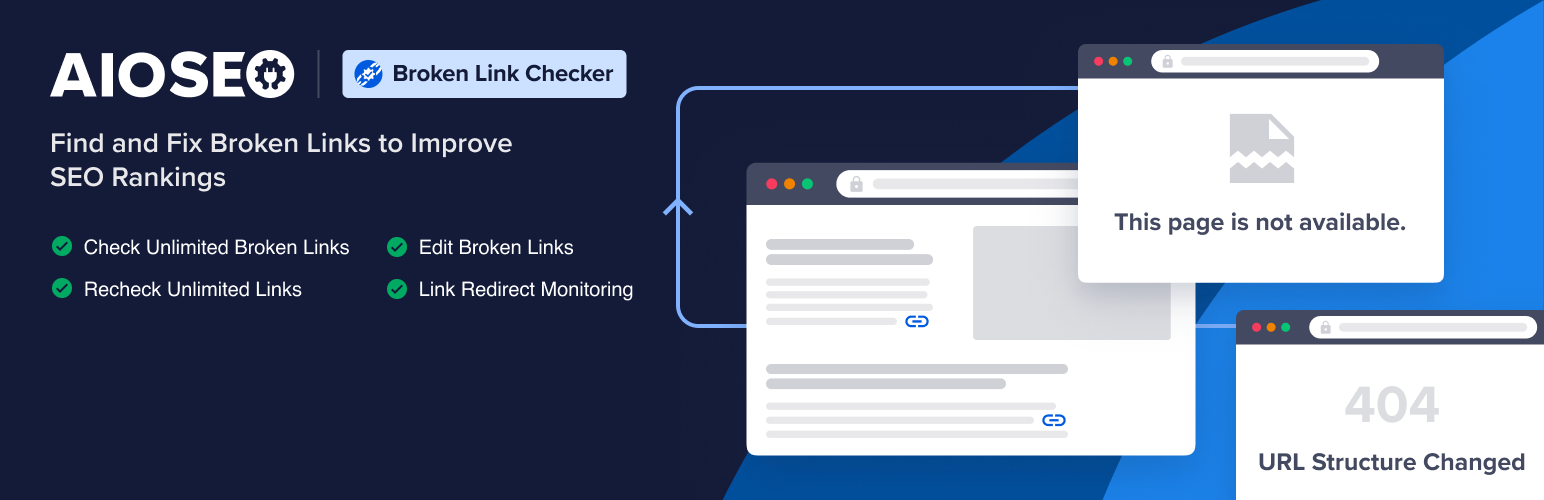 AIOSEO
Broken Link Checker
Find and Fix Broken Links to Improve
SEO Rankings
Check Unlimited Broken Links
Edit Broken Links
Recheck Unlimited Links
Link Redirect Monitoring
This page is not available.
404
URL Structure Changed